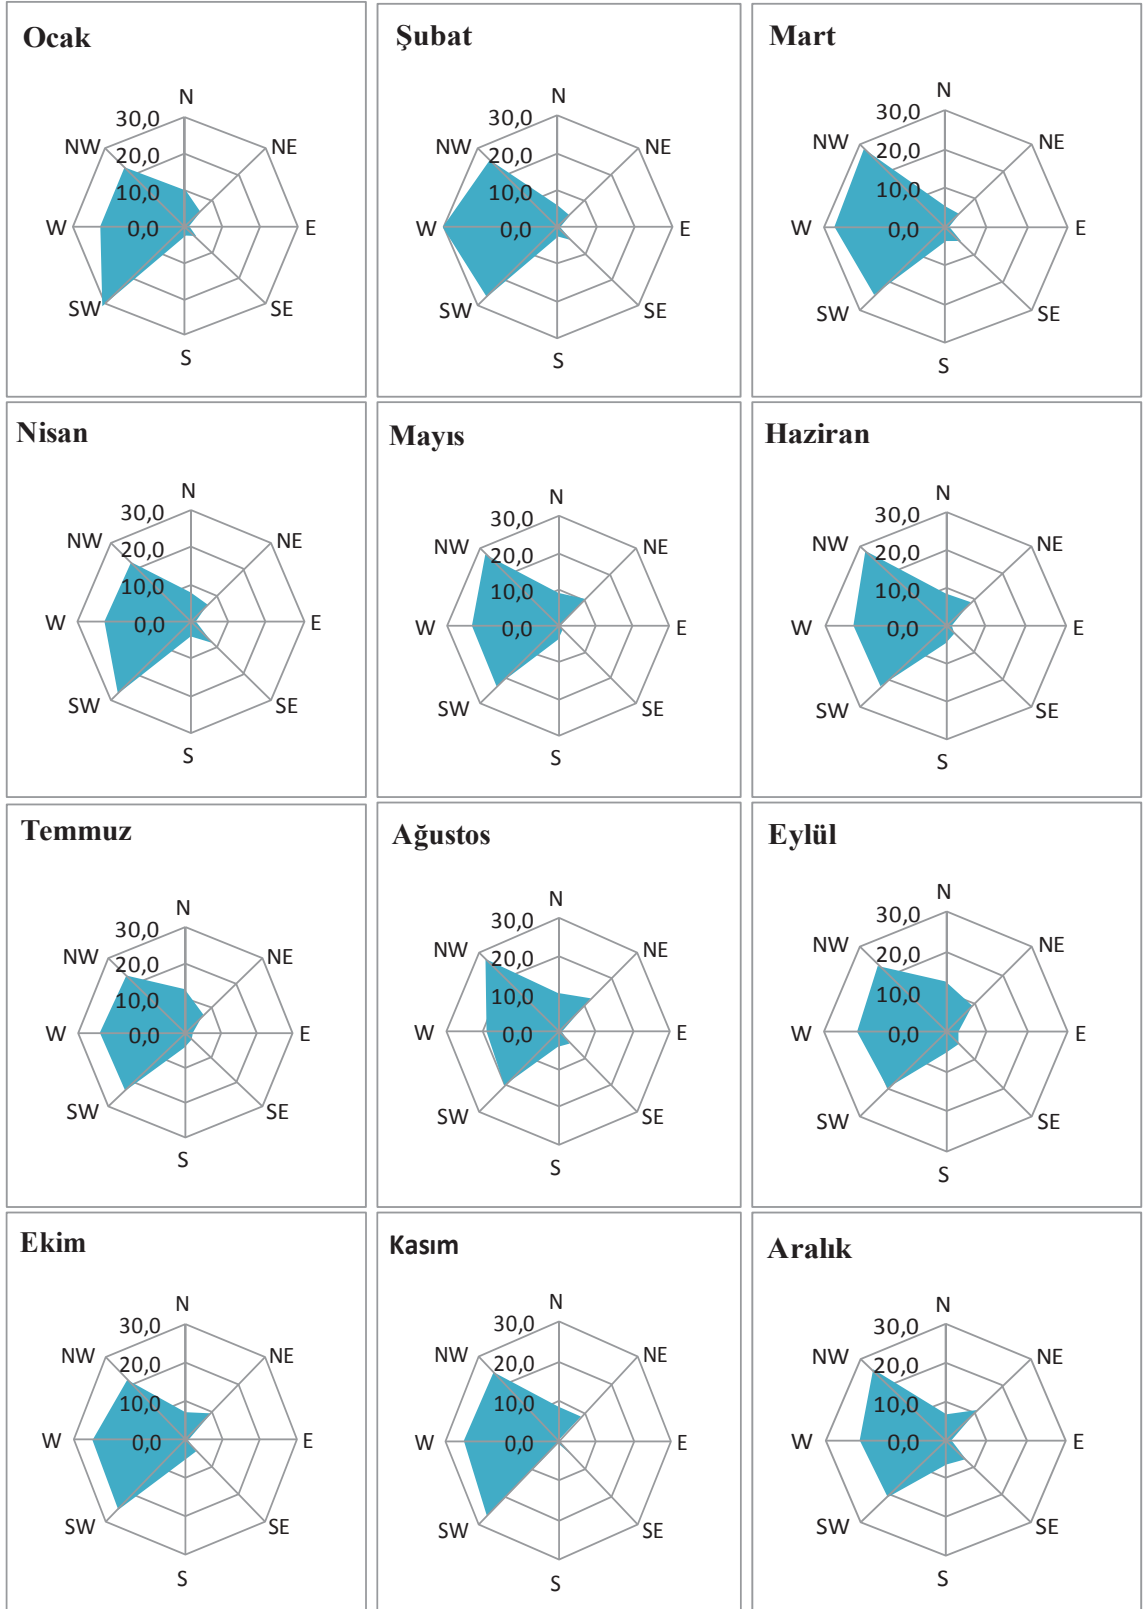 Ocak
N
30,0
NW
NE
20,0
10,0
W
0,0
E
SW
SE
S
Şubat
N
30,0
NW
NE
20,0
10,0
W
0,0
E
SW
SE
S
Mart
N
30,0
NW
NE
20,0
10,0
W
0,0
E
SW
SE
S
Nisan
N
30,0
NW
NE
20,0
10,0
W
0,0
E
SW
SE
S
Mayıs
N
30,0
NW
NE
20,0
10,0
W
0,0
E
SW
SE
S
Haziran
N
30,0
NW
NE
20,0
10,0
W
0,0
E
SW
SE
S
Temmuz
N
30,0
NW
NE
20,0
10,0
W
0,0
E
SW
SE
S
Ağustos
N
30,0
NW
NE
20,0
10,0
W
0,0
E
SW
SE
S
Eylül
N
30,0
NW
NE
20,0
10,0
W
0,0
E
SW
SE
S
Ekim
N
30,0
NW
NE
20,0
10,0
W
0,0
E
SW
SE
S
Kasım
N
30,0
NW
NE
20,0
10,0
W
0,0
E
SW
SE
S
Aralık
N
30,0
NW
NE
20,0
10,0
W
0,0
E
SW
SE
S